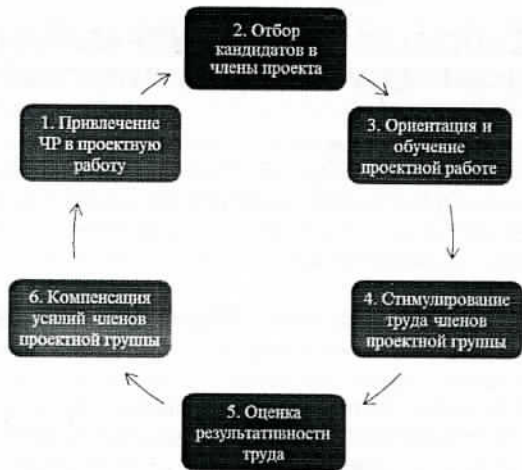 1. Привлечение
ЧР в проектную
работу
2. Отбор
кандидатов в
члены проекта
3. Ориентация и
обучение
проектной работе
4. Стимулирование
труда членов
проектной группы
5. Оценка
результативности
труда
6. Компенсация
усилий членов
проектной группы